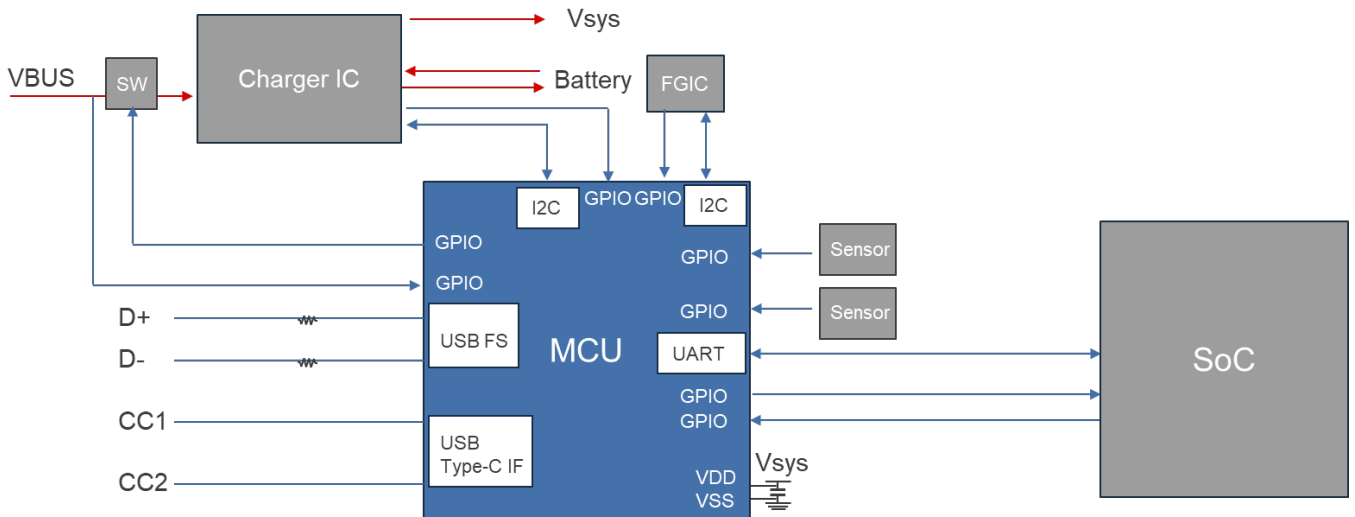 Vsys
VBUS
SW
Charger IC
Battery
FGIC
I2C
GPIO
GPIO
I2C
GPIO
GPIO
Sensor
GPIO
D+
USB FS
GPIO
Sensor
D-
MCU
UART
SoC
GPIO
CC1
GPIO
USB
Type-C IF
CC2
VDD
VSS
Vsys